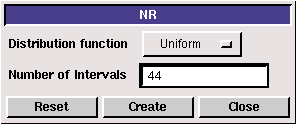 NR
Distribution function Uniform
Number of Intervals 44
Reset Create Close